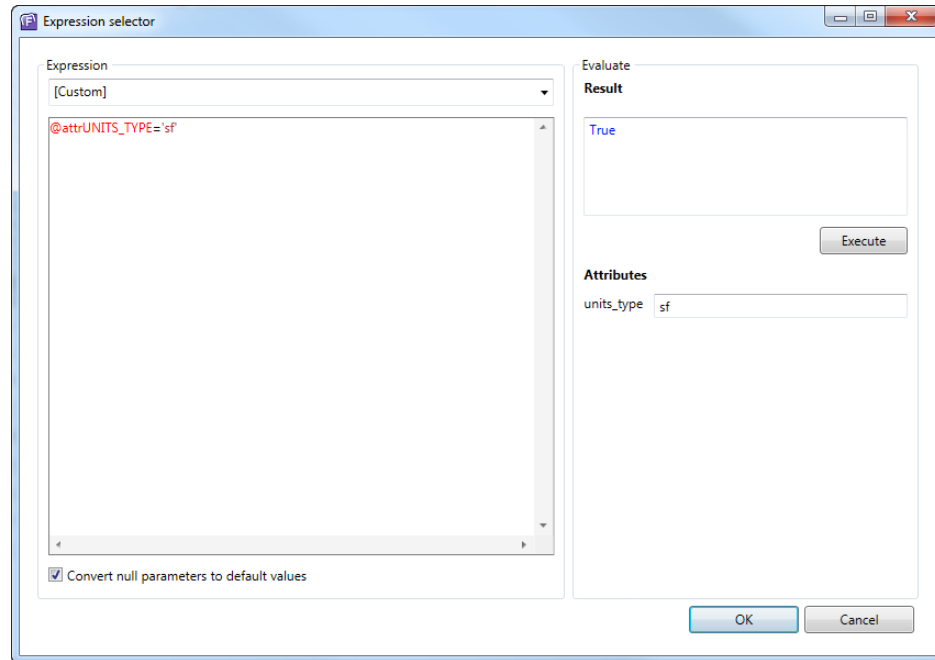 Expression selector
Expression
[Custom]
@attrUNITS_TYPE='sf'
Convert null parameters to default values
Evaluate
Result
True
Execute
Attributes
units_type
sf
OK
Cancel